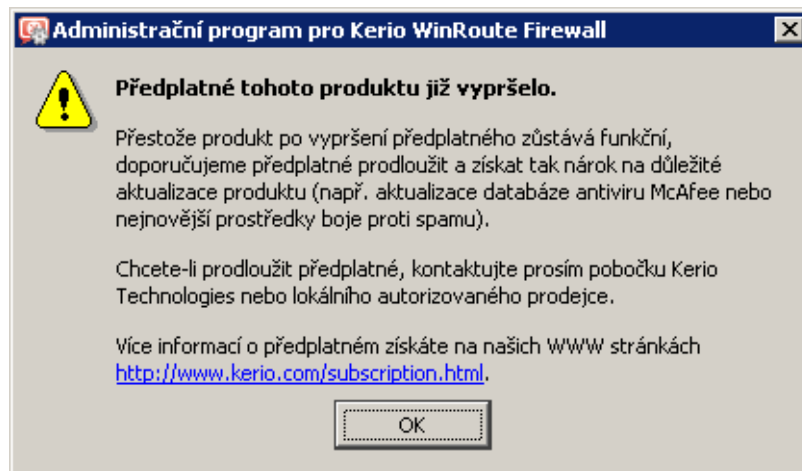 Administrační program pro Kerio WinRoute Firewall
Předplatné tohoto produktu již vypršelo.
Přestože produkt po vypršení předplatného zůstává funkční,
doporučujeme předplatné prodloužit a získat tak nárok na důležité
aktualizace produktu (např. aktualizace databáze antiviru McAfee nebo
nejnovější prostředky boje proti spamu).
Chcete-li prodloužit předplatné, kontaktujte prosím pobočku Kerio
Technologies nebo lokálního autorizovaného prodejce.
Více informací o předplatném získáte na našich WWW stránkách
http://www.kerio.com/subscription.html.
OK